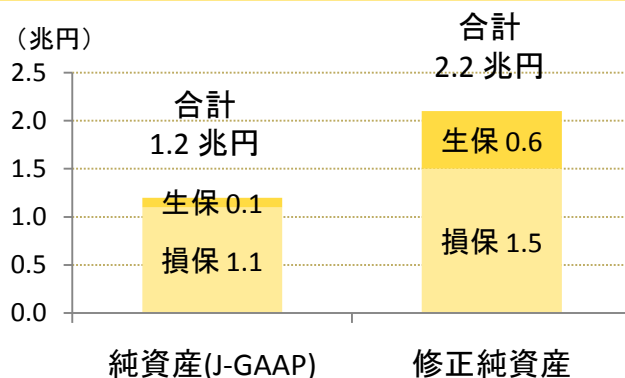 （兆円）
合計
2.2 兆円
合計
1.2 兆円
2.5
2.0
1.5
1.0
0.5
0.0
生保 0.1
損保 1.1
生保 0.6
損保 1.5
純資産(J-GAAP)
修正純資産